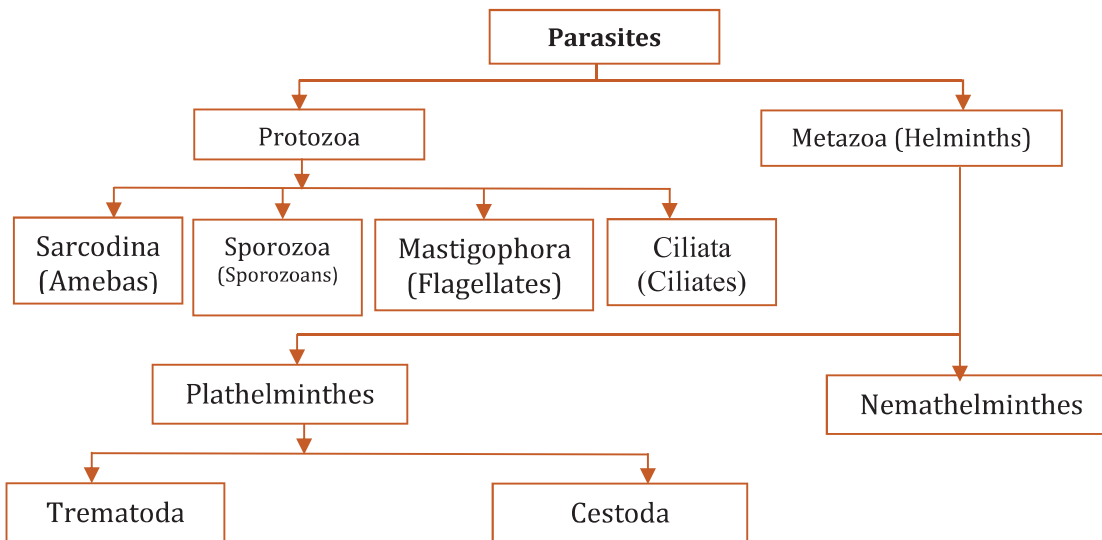 Parasites
Protozoa
Metazoa (Helminths)
Sarcodina
(Amebas)
Sporozoa
(Sporozoans)
Mastigophora
(Flagellates)
Ciliata
(Ciliates)
Plathelminthes
Nemathelminthes
Trematoda
Cestoda